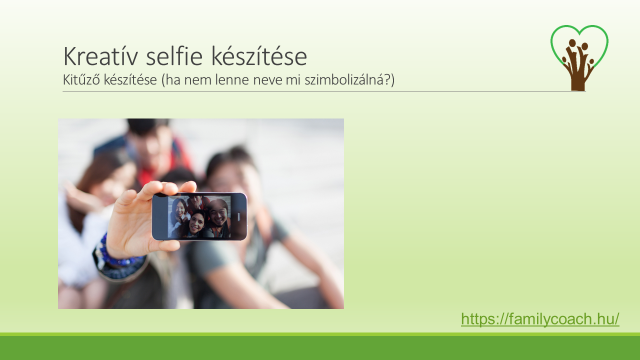 Kreatív selfie készítése
Kitűző készítése (ha nem lenne neve mi szimbolizálná?)
https://familycoach.hu/